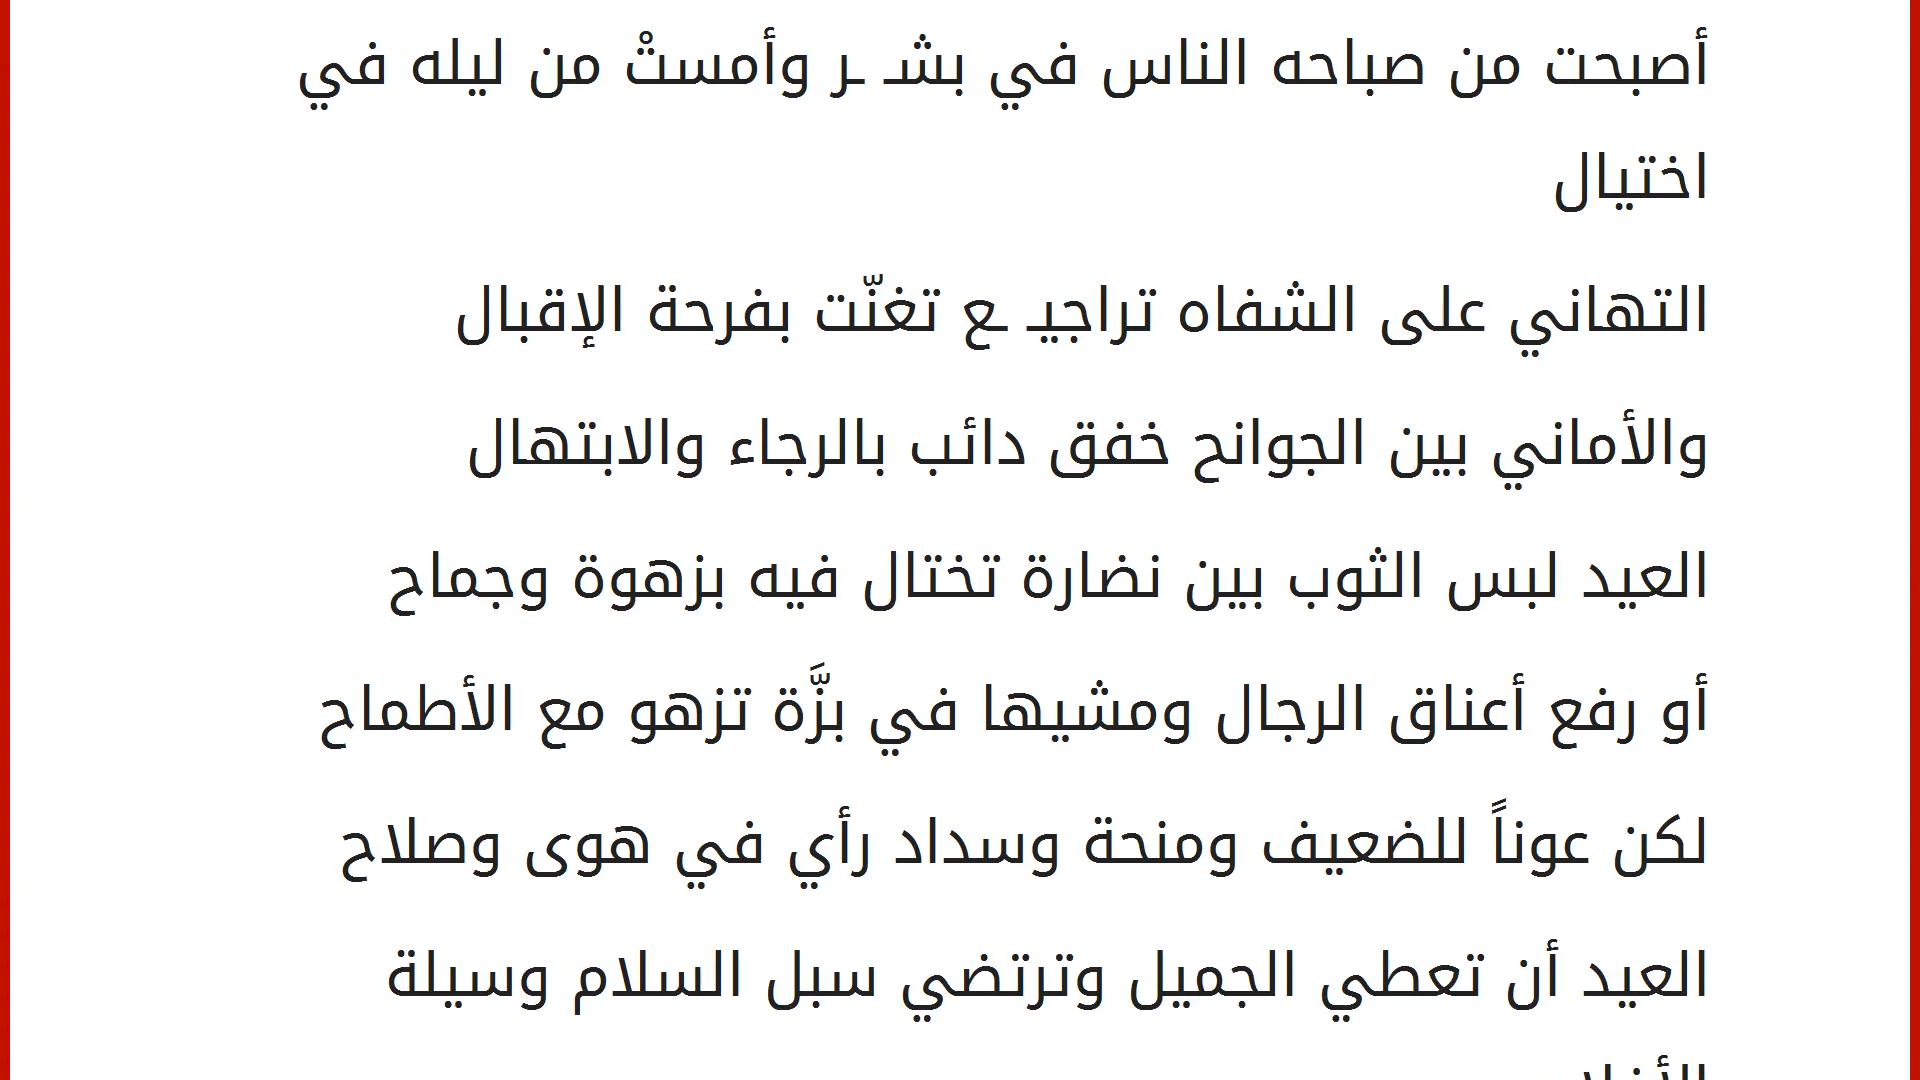 أصبحت من صباحه الناس في بشـ ـر وأمستْ من ليله في
اختيال
التهاني على الشفاه تراجيـ ـع تغنّت بفرحة الإقبال
والأماني بين الجوانح خفق دائب بالرجاء والابتهال
العيد لبس الثوب بين نضارة تختال فيه بزهوة وجماح
أو رفع أعناق الرجال ومشيها في بزَّة تزهو مع الأطماح
لكن عوناً للضعيف ومنحة وسداد رأي في هوى وصلاح
العيد أن تعطي الجميل وترتضي سبل السلام وسيلة